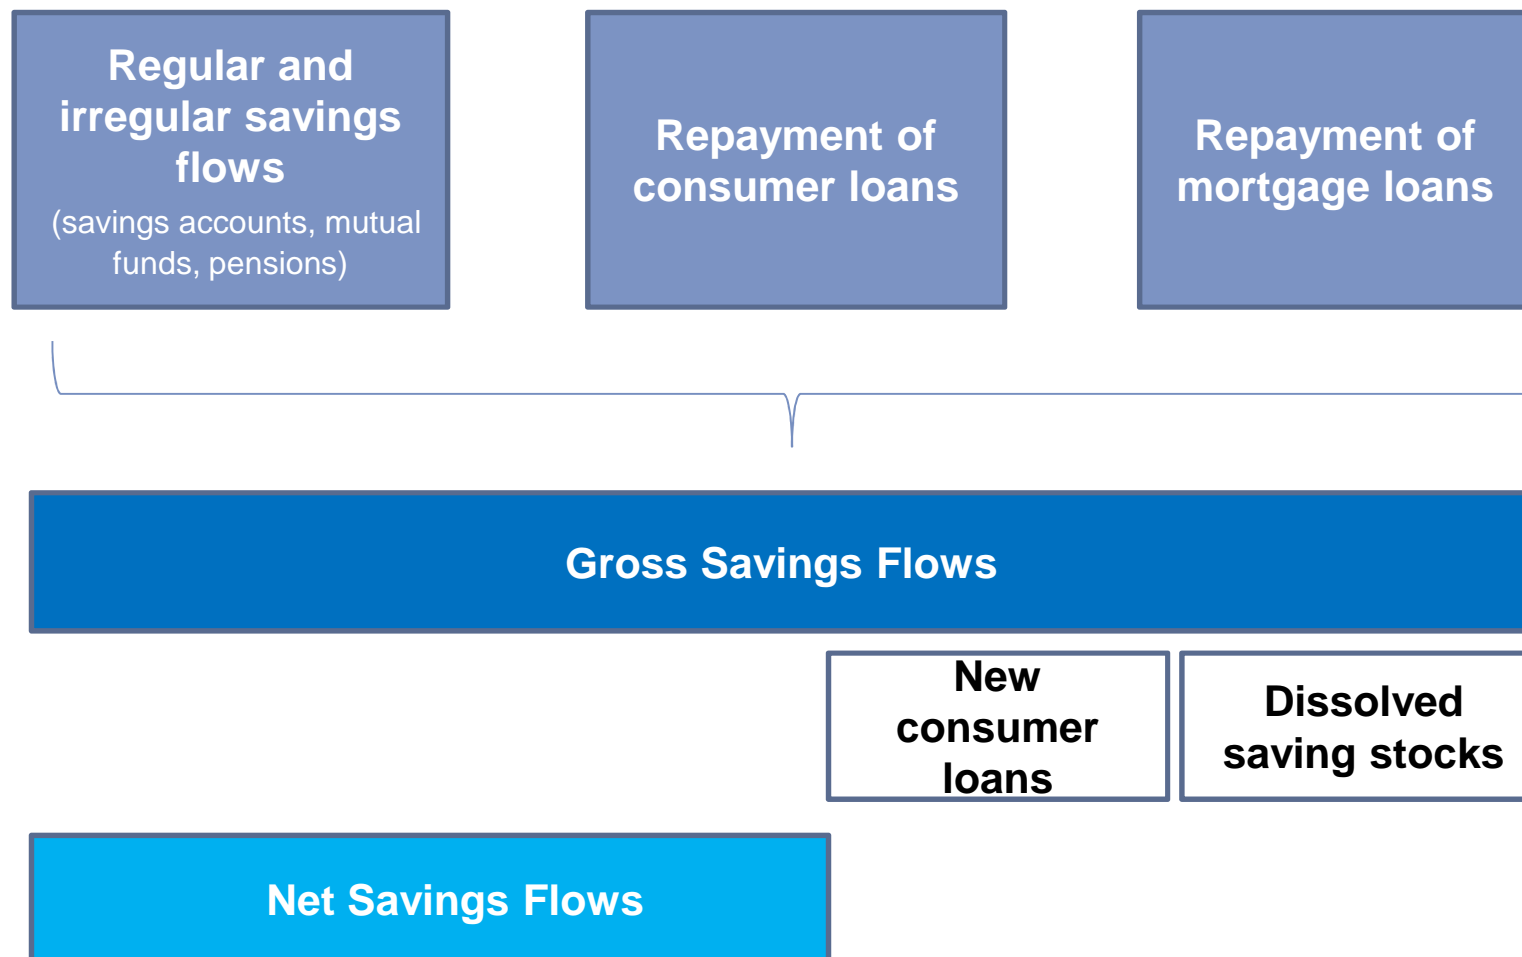 Regular and
irregular savings
flows
(savings accounts, mutual
funds, pensions)
Repayment of
consumer loans
Repayment of
mortgage loans
Gross Savings Flows
New
consumer
loans
Dissolved
saving stocks
Net Savings Flows